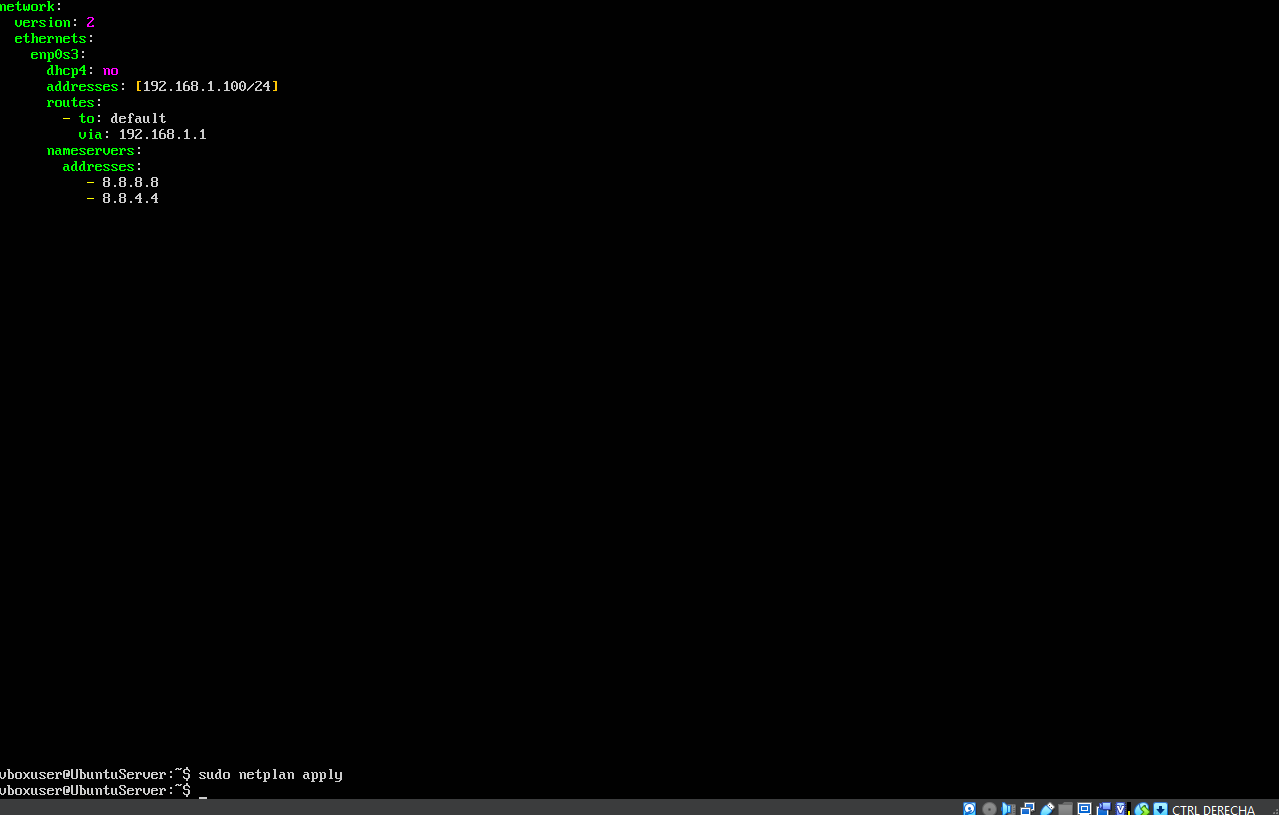 network:
  version: 2
  ethernets:
    enp0s3:
      dhcp4: no
      addresses: [192.168.1.100/24]
      routes:
        - to: default
          via: 192.168.1.1
      nameservers:
        addresses:
           - 8.8.8.8
           - 8.8.4.4
vboxuser@UbuntuServer:~$ sudo netplan apply
vboxuser@UbuntuServer:~$ _
CTRL DERECHA